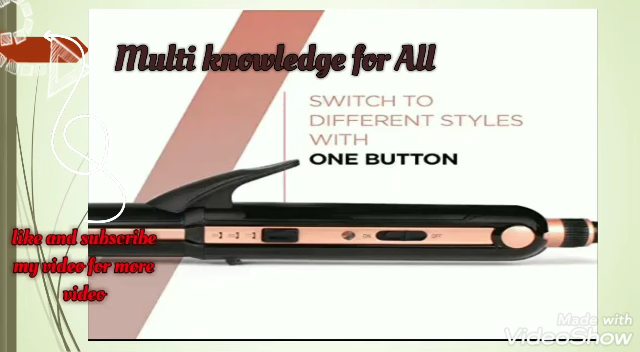 Multi knowledge for All
SWITCH TO
DIFFERENT STYLES
WITH
ONE BUTTON
ON
OFF
like and subscribe
my video for more
video
Made with
VideoShow